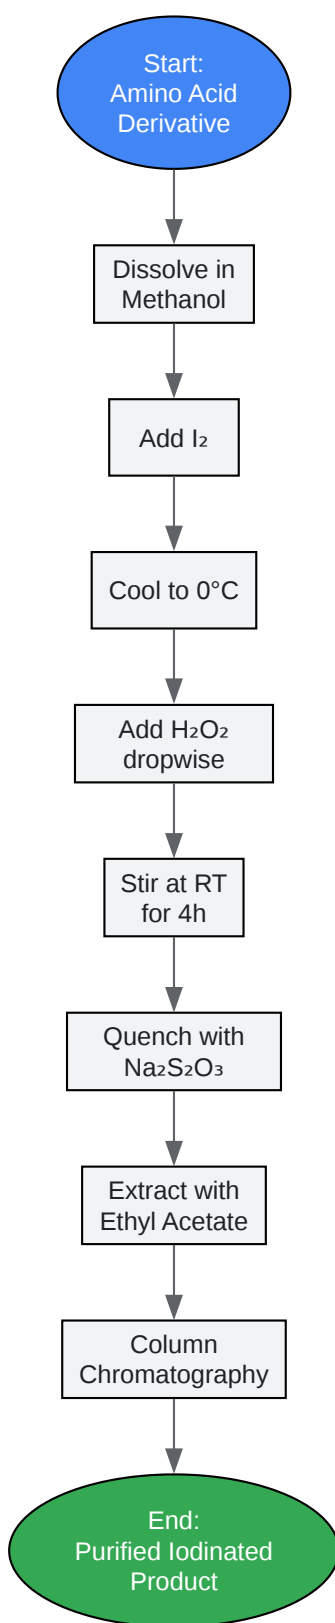 Start:
Amino Acid
Derivative
Dissolve in
Methanol
Add I₂
Cool to 0°C
Add H₂O₂
dropwise
Stir at RT
for 4h
Quench with
Na₂S₂O₃
Extract with
Ethyl Acetate
Column
Chromatography
End:
Purified Iodinated
Product